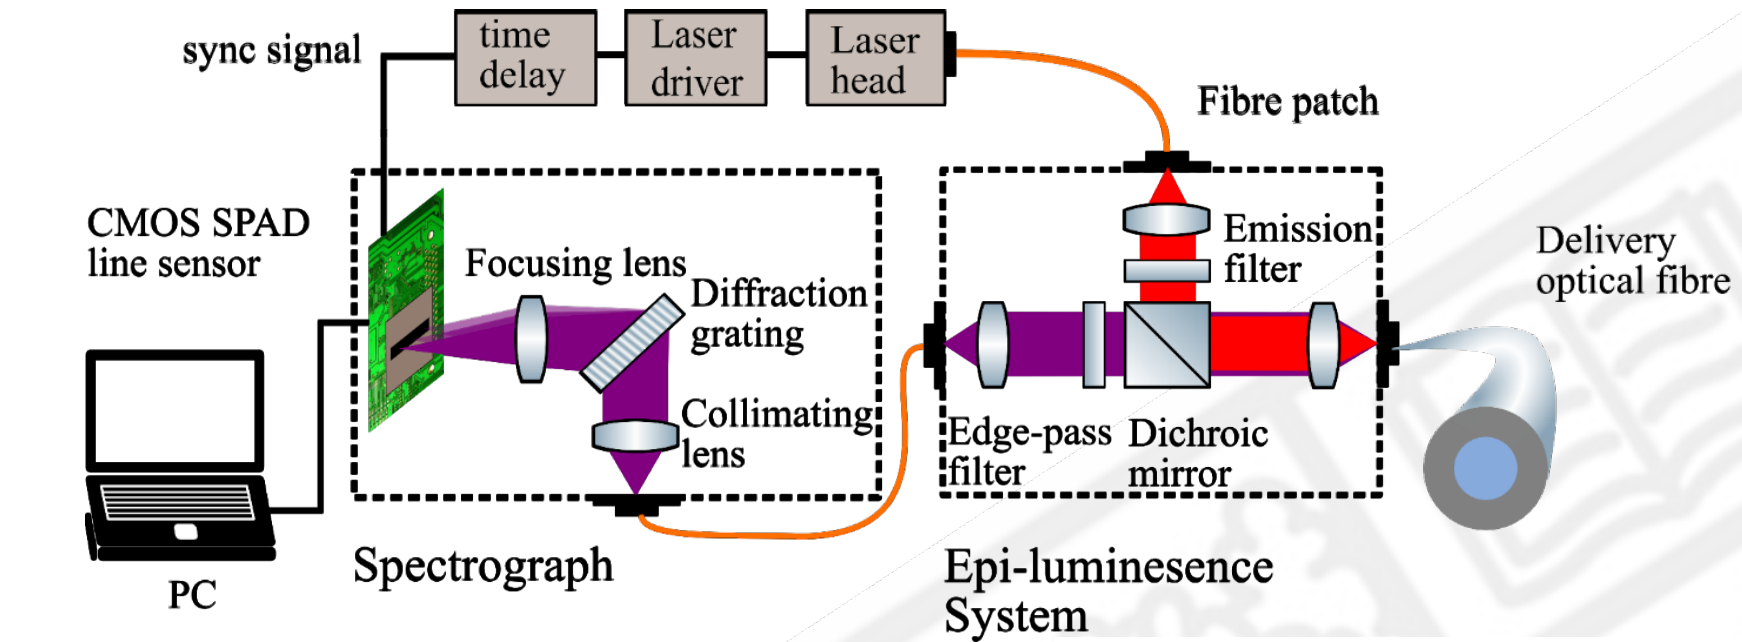 sync signal
time
delay
Laser
driver
Laser
head
Fibre patch
CMOS SPAD
line sensor
Focusing lens
Diffraction
grating
Collimating
lens
Emission
filter
Delivery
optical fibre
Edge-pass
filter
Dichroic
mirror
PC
Spectrograph
Epi-luminesence
System